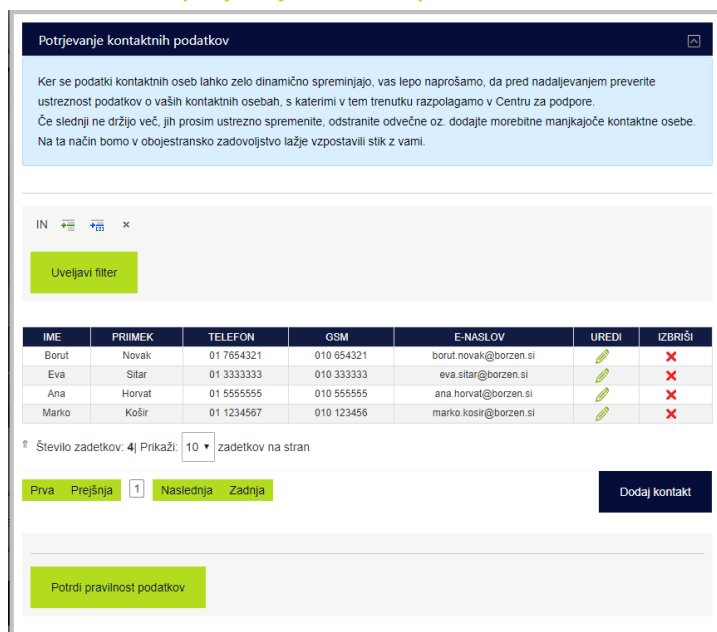 Potrjevanje kontaktnih podatkov
Ker se podatki kontaktnih oseb lahko zelo dinamično spreminjajo, vas lepo naprošamo, da pred nadaljevanjem preverite
ustreznost podatkov o vaših kontaktnih osebah, s katerimi v tem trenutku razpolagamo v Centru za podpore.
Če slednji ne držijo več, jih prosim ustrezno spremenite, odstranite odvečne oz. dodajte morebitne manjkajoče kontaktne osebe.
Na ta način bomo v obojestransko zadovoljstvo lažje vzpostavili stik z vami.
IN
Uveljavi filter
IME PRIIMEK TELEFON GSM E-NASLOV UREDI IZBRIŠI
Borut Novak 01 7654321 010 654321 borut.novak@borzen.si
Eva Sitar 01 3333333 010 333333 eva.sitar@borzen.si
Ana Horvat 01 5555555 010 555555 ana.horvat@borzen.si
Marko Košir 01 1234567 010 123456 marko.kosir@borzen.si
Število zadetkov: 4| Prikaži: 10 zadetkov na stran
Prva Prejšnja 1 Naslednja Zadnja
Dodaj kontakt
Potrdi pravilnost podatkov